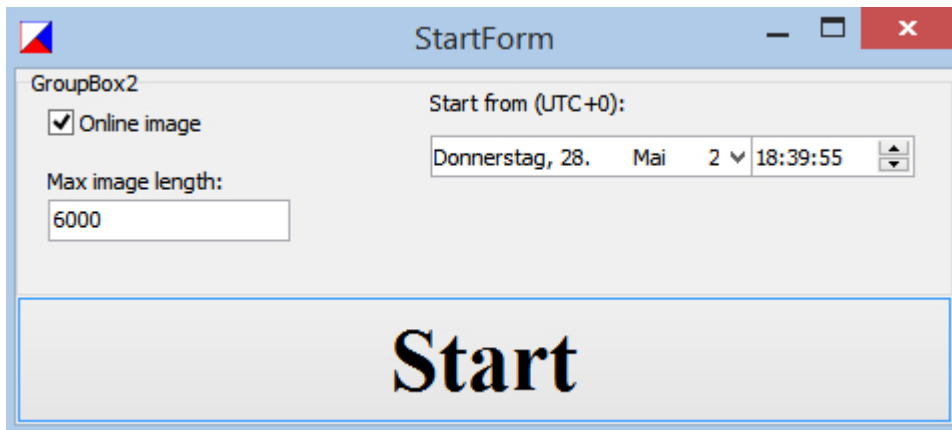 StartForm
GroupBox2
Online image
Start from (UTC+0):
Donnerstag, 28. Mai 2 18:39:55
Max image length:
6000
Start